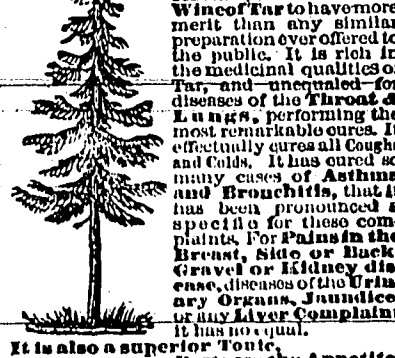 Wine of Tar to have more
merit than any similar
preparation ever offered to
the public. It is rich in
the medicinal qualities of
Tar, and unequaled for
diseases of the Throat &
Lungs, performing the
most remarkable cures. It
effectually cures all Coughs
and Colds. It has cured so
many cases of Asthma
and Bronchitis, that it
has been pronounced a
specific for these com-
plaints. For Pains in the
Breast, Side or Back,
Gravel or Kidney dis-
ease, diseases of the Urin-
ary Organs, Jaundice
or any Liver Complaint
it has no equal.
It is also a superior Tonic,
Appetite